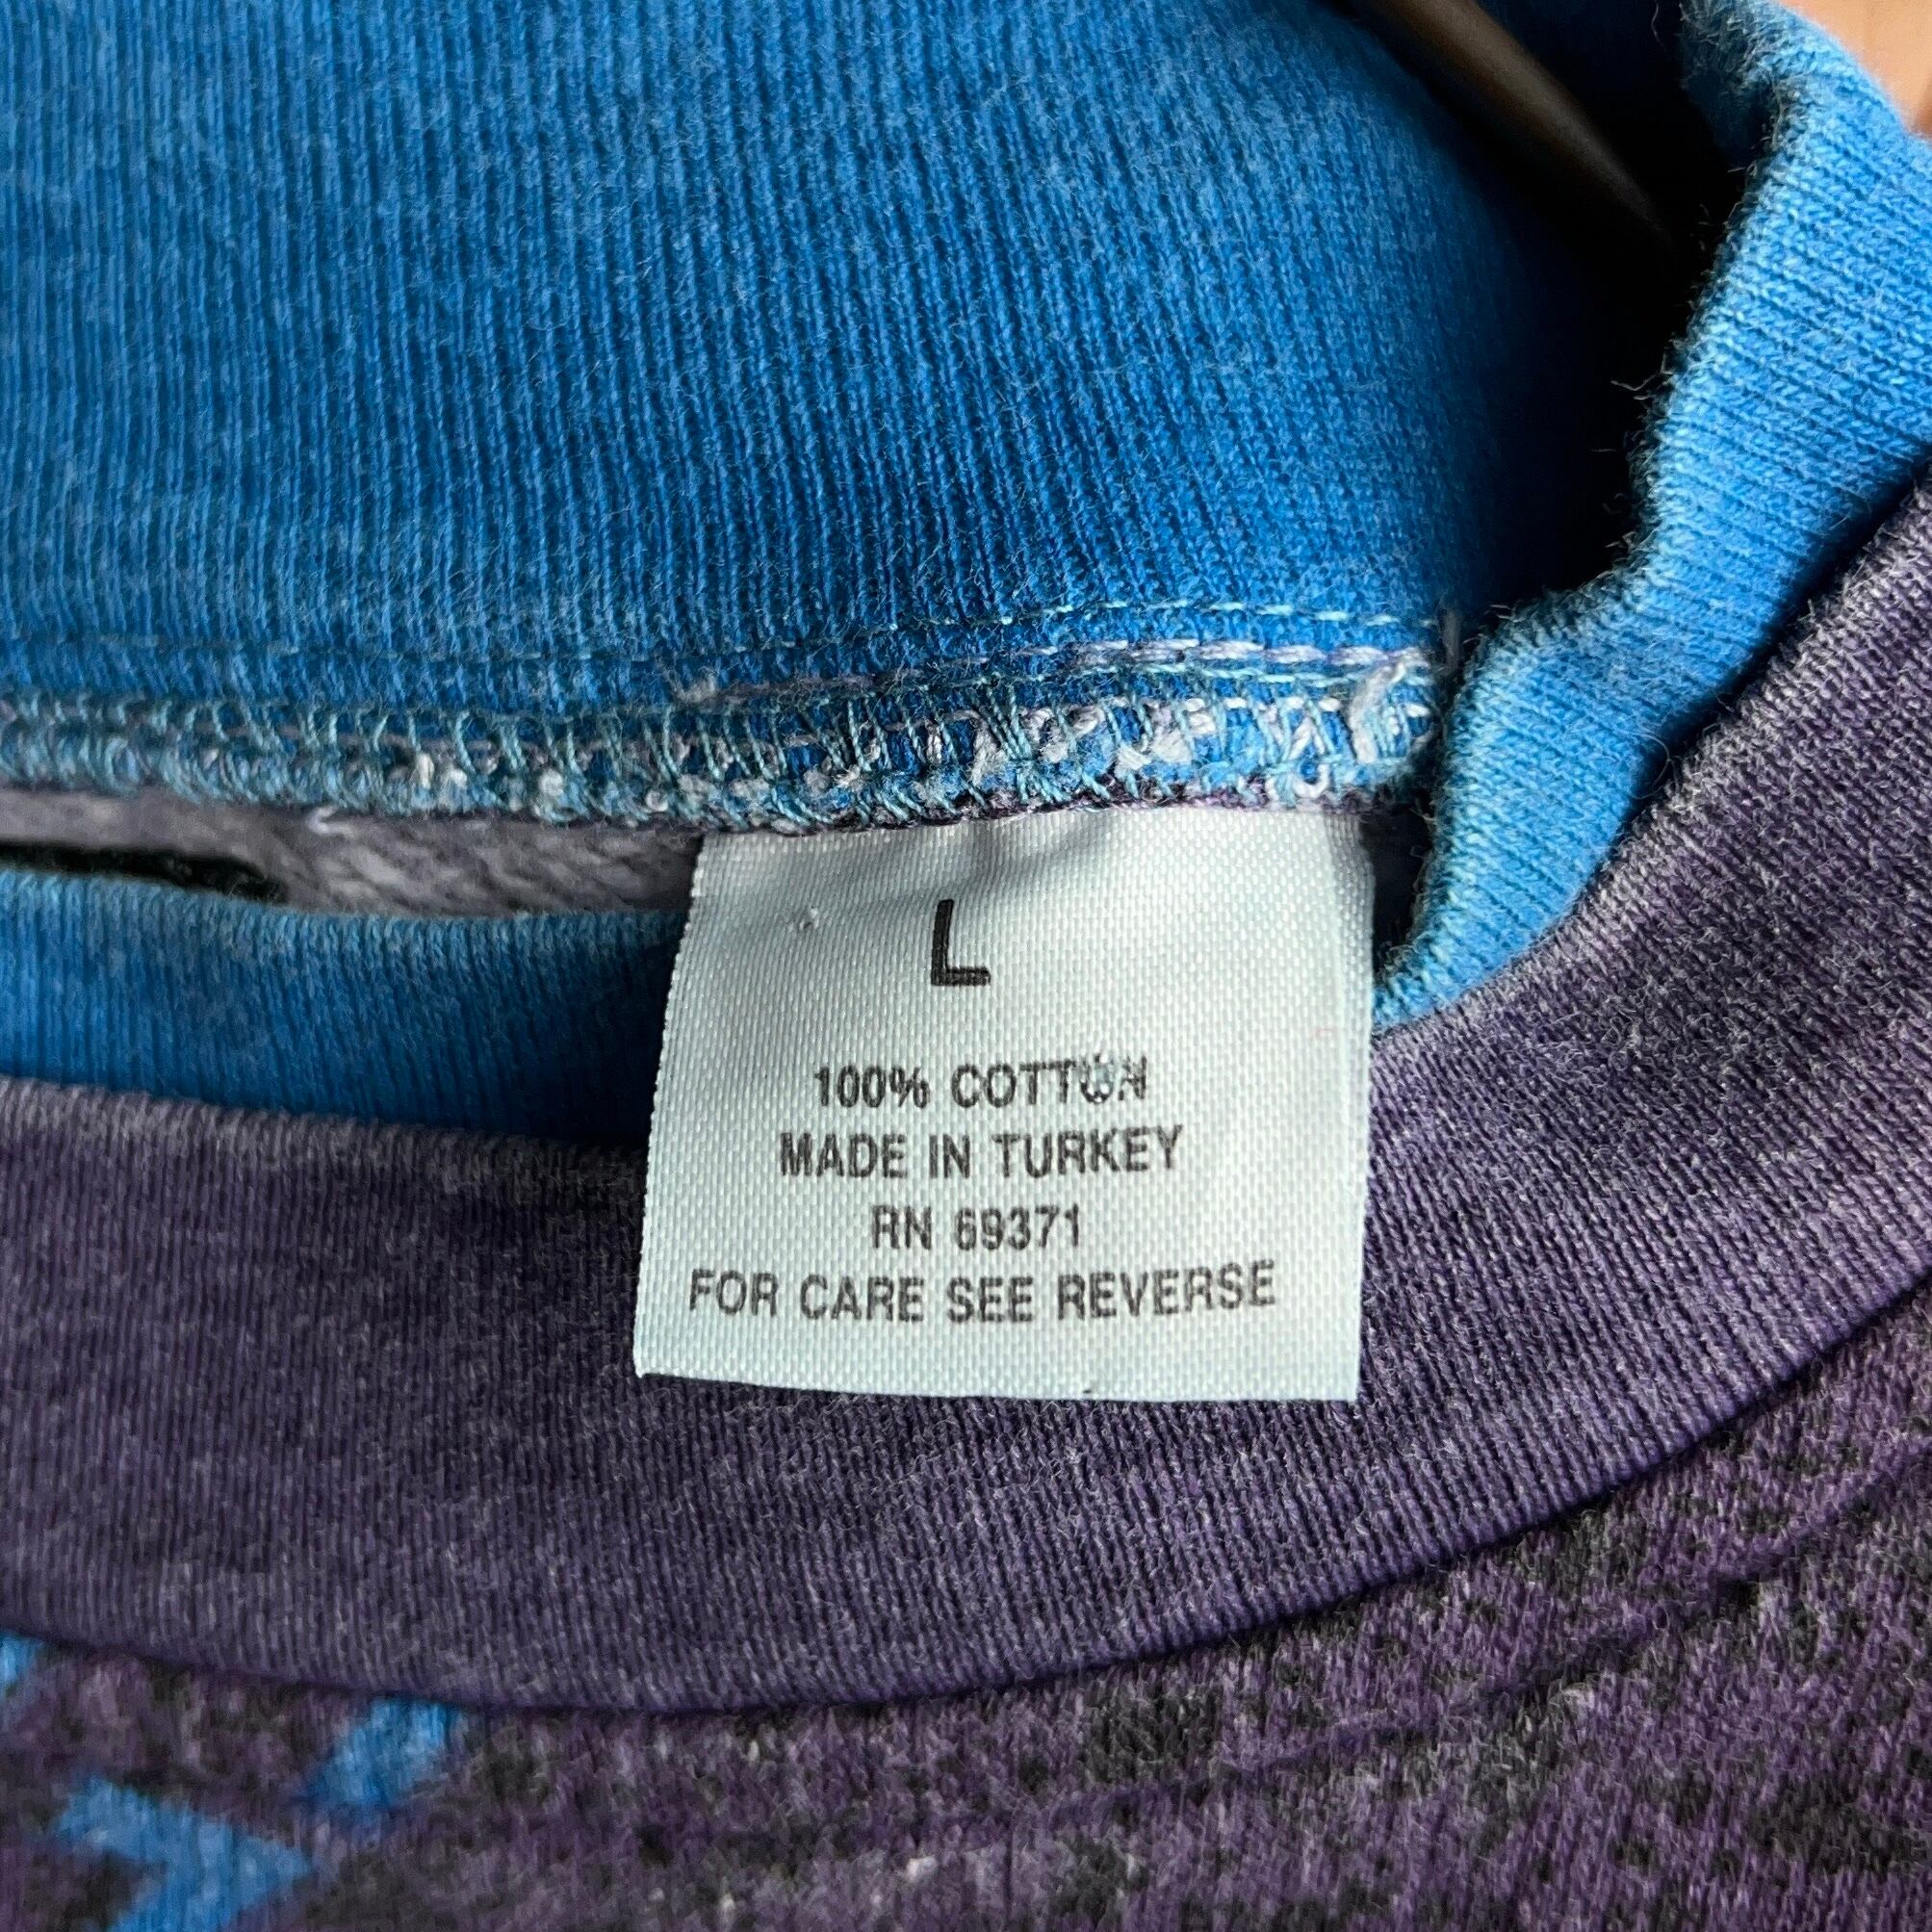 L
100% COTTON
MADE IN TURKEY
RN 69371
FOR CARE SEE REVERSE